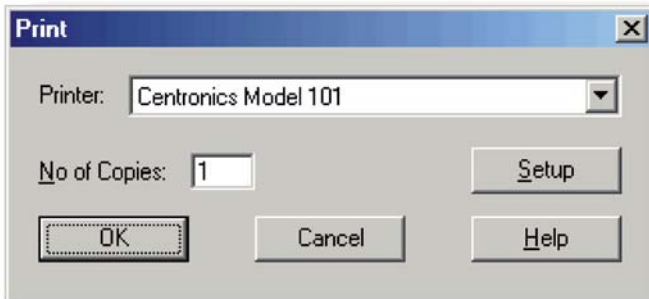 Print
Printer: Centronics Model 101
No of Copies: 1
Setup
OK Cancel Help